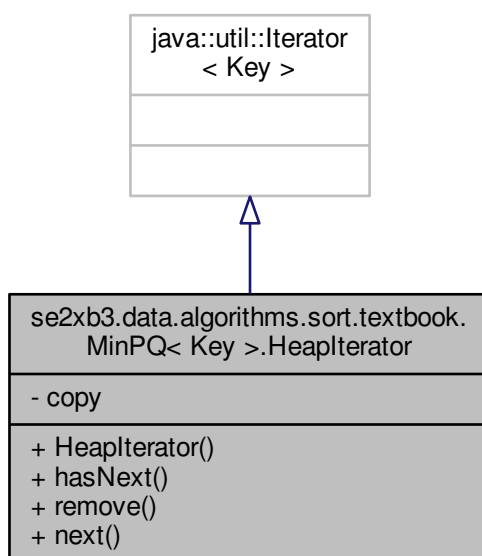 java::util::Iterator
< Key >
se2xb3.data.algorithms.sort.textbook.
MinPQ< Key >.HeapIterator
- copy
+ HeapIterator()
+ hasNext()
+ remove()
+ next()